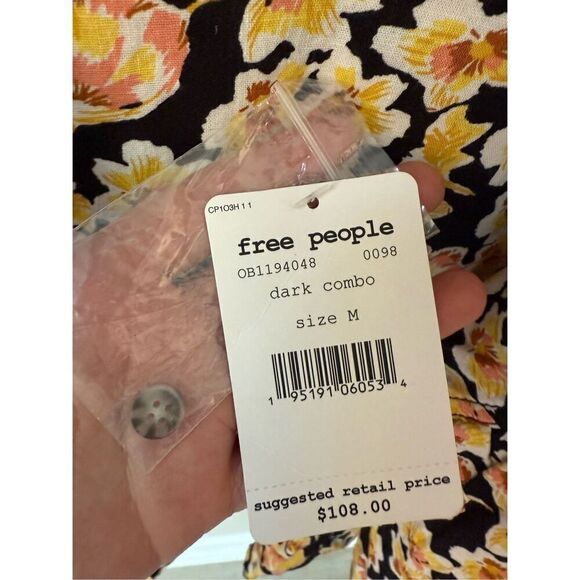 CP1O3H 1 1
free people
OB1194048 0098
dark combo
size M
1 95191 06053 4
suggested retail price
$108.00